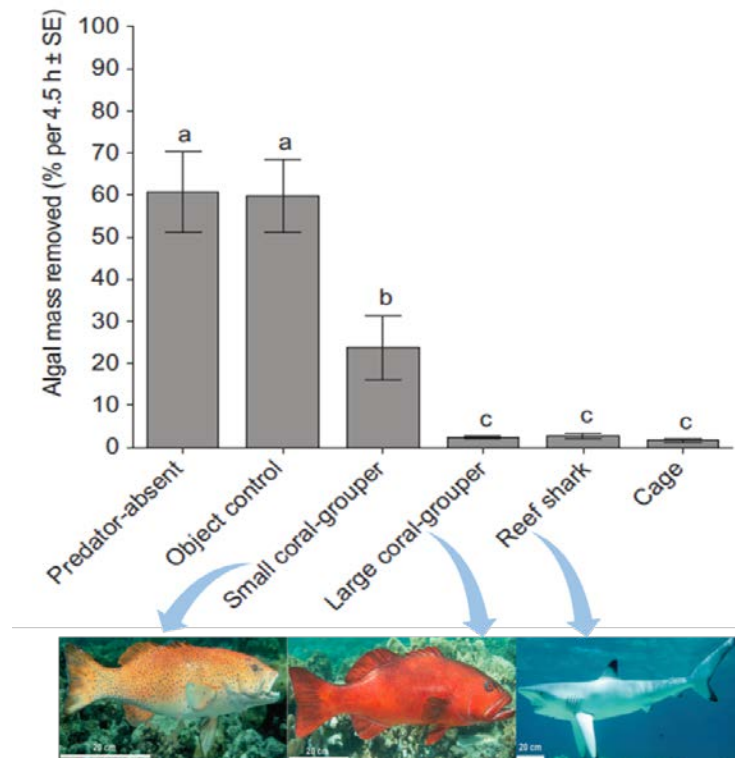 Algal mass removed (% per 4.5 h ± SE)
100
90
80
70
60
50
40
30
20
10
0
a
a
b
c
c
c
Predator-absent
Object control
Small coral-grouper
Large coral-grouper
Reef shark
Cage
20 cm
20 cm
20 cm